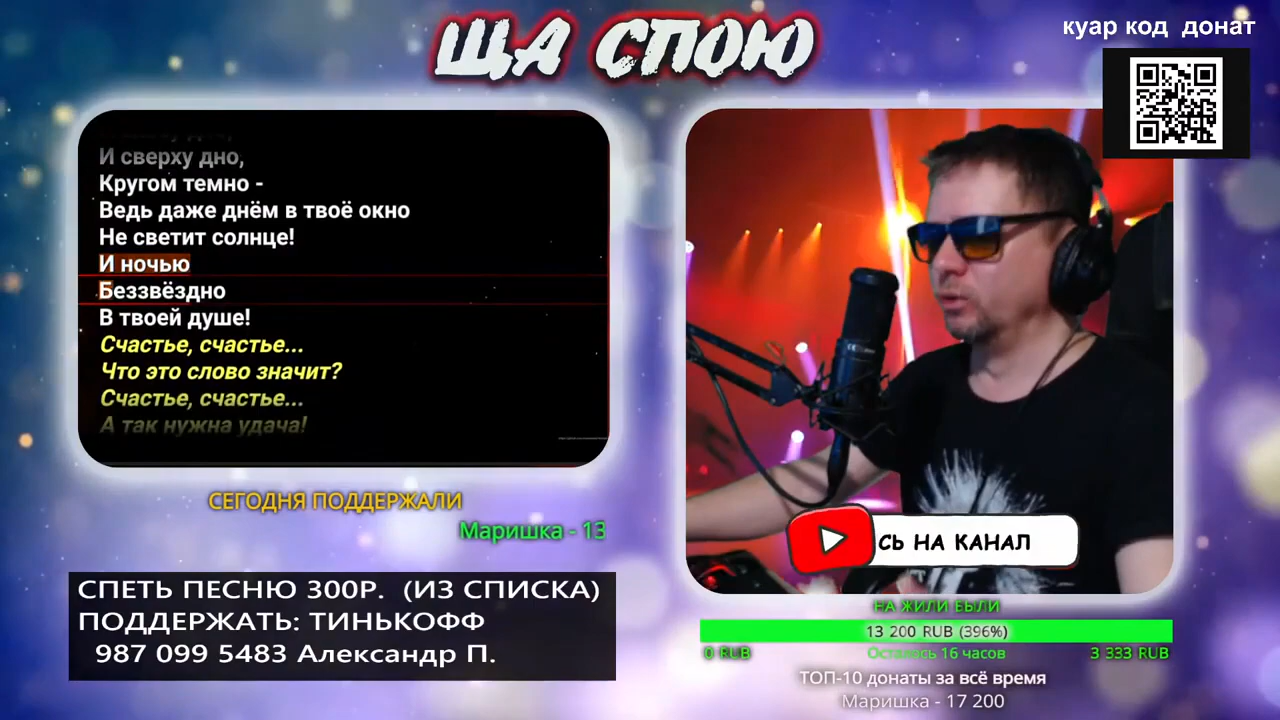 ЩА СПОЮ
куар код  донат
И сверху дно,
Кругом темно -
Ведь даже днём в твоё окно
Не светит солнце!
И ночью
Беззвёздно
В твоей душе!
Счастье, счастье...
Что это слово значит?
Счастье, счастье...
А так нужна удача!
СЕГОДНЯ ПОДДЕРЖАЛИ
Маришка - 13
СПЕТЬ ПЕСНЮ 300Р.  (ИЗ СПИСКА)
ПОДДЕРЖАТЬ: ТИНЬКОФФ
987 099 5483 Александр П.
СЬ НА КАНАЛ
НА ЖИЛИ БЫЛИ
13 200 RUB (396%)
0 RUB
Осталось 16 часов
3 333 RUB
ТОП-10 донаты за всё время
Маришка - 17 200